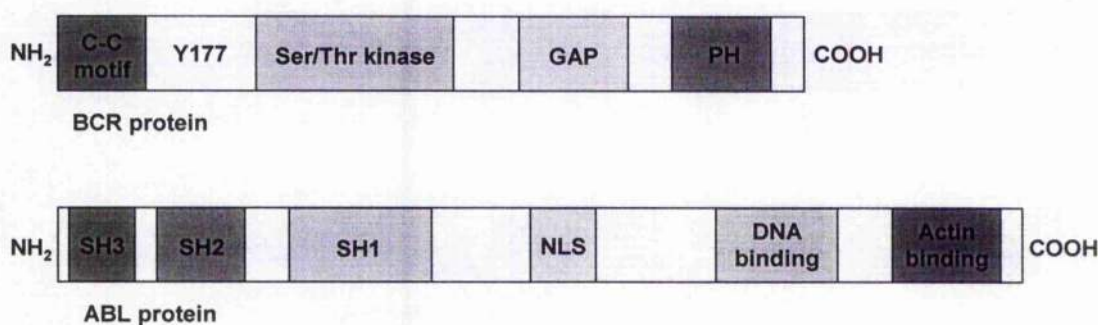 NH2 C-C motif Y177 Ser/Thr kinase GAP PH COOH
BCR protein
NH2 SH3 SH2 SH1 NLS DNA binding Actin binding COOH
ABL protein